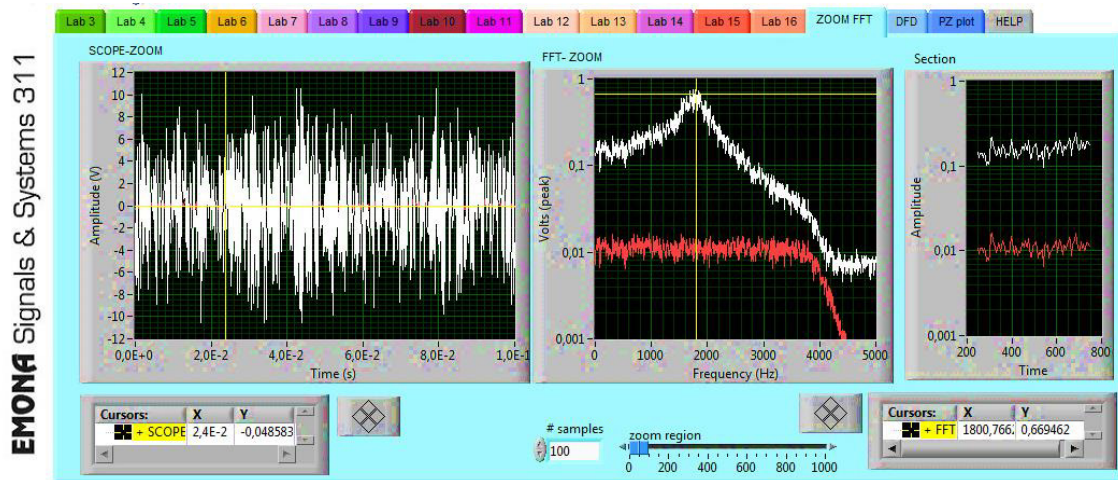 EMONA Signals & Systems 311
Lab 3 Lab 4 Lab 5 Lab 6 Lab 7 Lab 8 Lab 9 Lab 10 Lab 11 Lab 12 Lab 13 Lab 14 Lab 15 Lab 16 ZOOM FFT DFD PZ plot HELP
SCOPE-ZOOM
Amplitude (V)
12
10
8
6
4
2
0
-2
-4
-6
-8
-10
-12
0,0E+0 2,0E-2 4,0E-2 6,0E-2 8,0E-2 1,0E-1
Time (s)
FFT- ZOOM
Volts (peak)
1
0,1
0,01
0,001
0 1000 2000 3000 4000 5000
Frequency (Hz)
Section
Amplitude
1
0,1
0,01
0,001
200 400 600 800
Time
Cursors: X Y
+ SCOPE 2,4E-2 -0,048583
# samples
100
zoom region
0 200 400 600 800 1000
Cursors: X Y
+ FFT 1800,766 0,669462